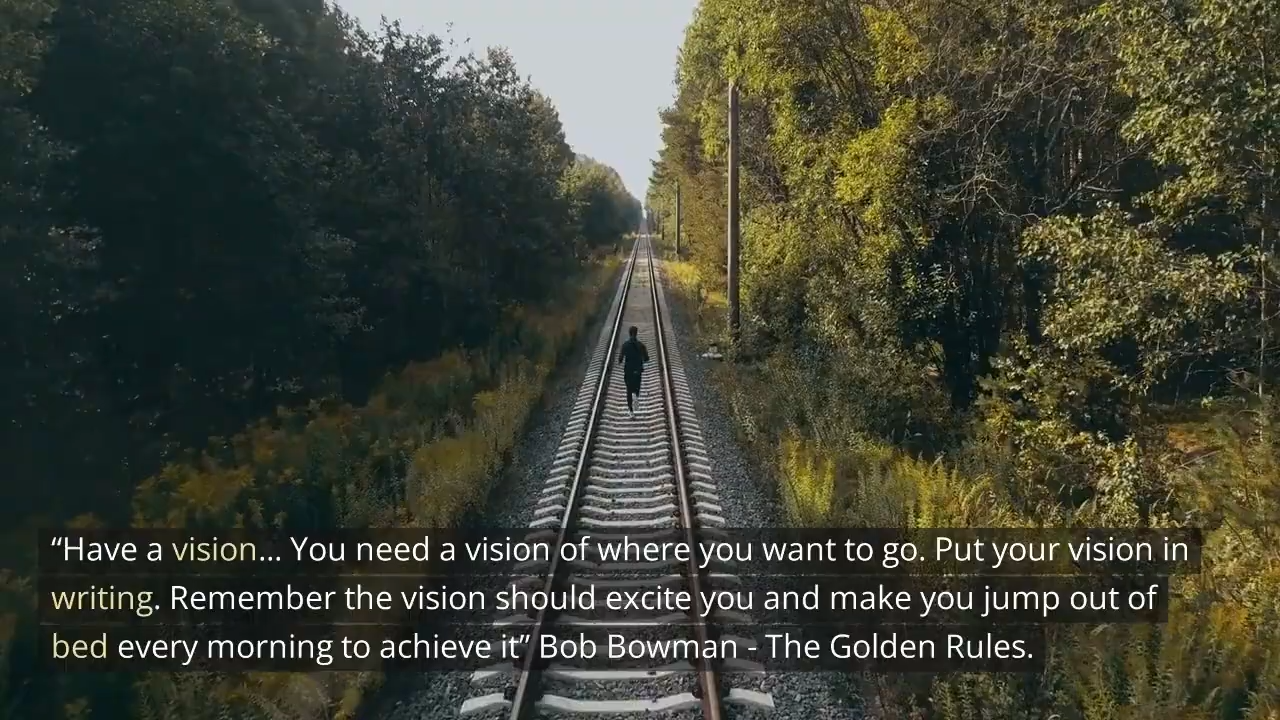 “Have a vision... You need a vision of where you want to go. Put your vision in
writing. Remember the vision should excite you and make you jump out of
bed every morning to achieve it” Bob Bowman - The Golden Rules.